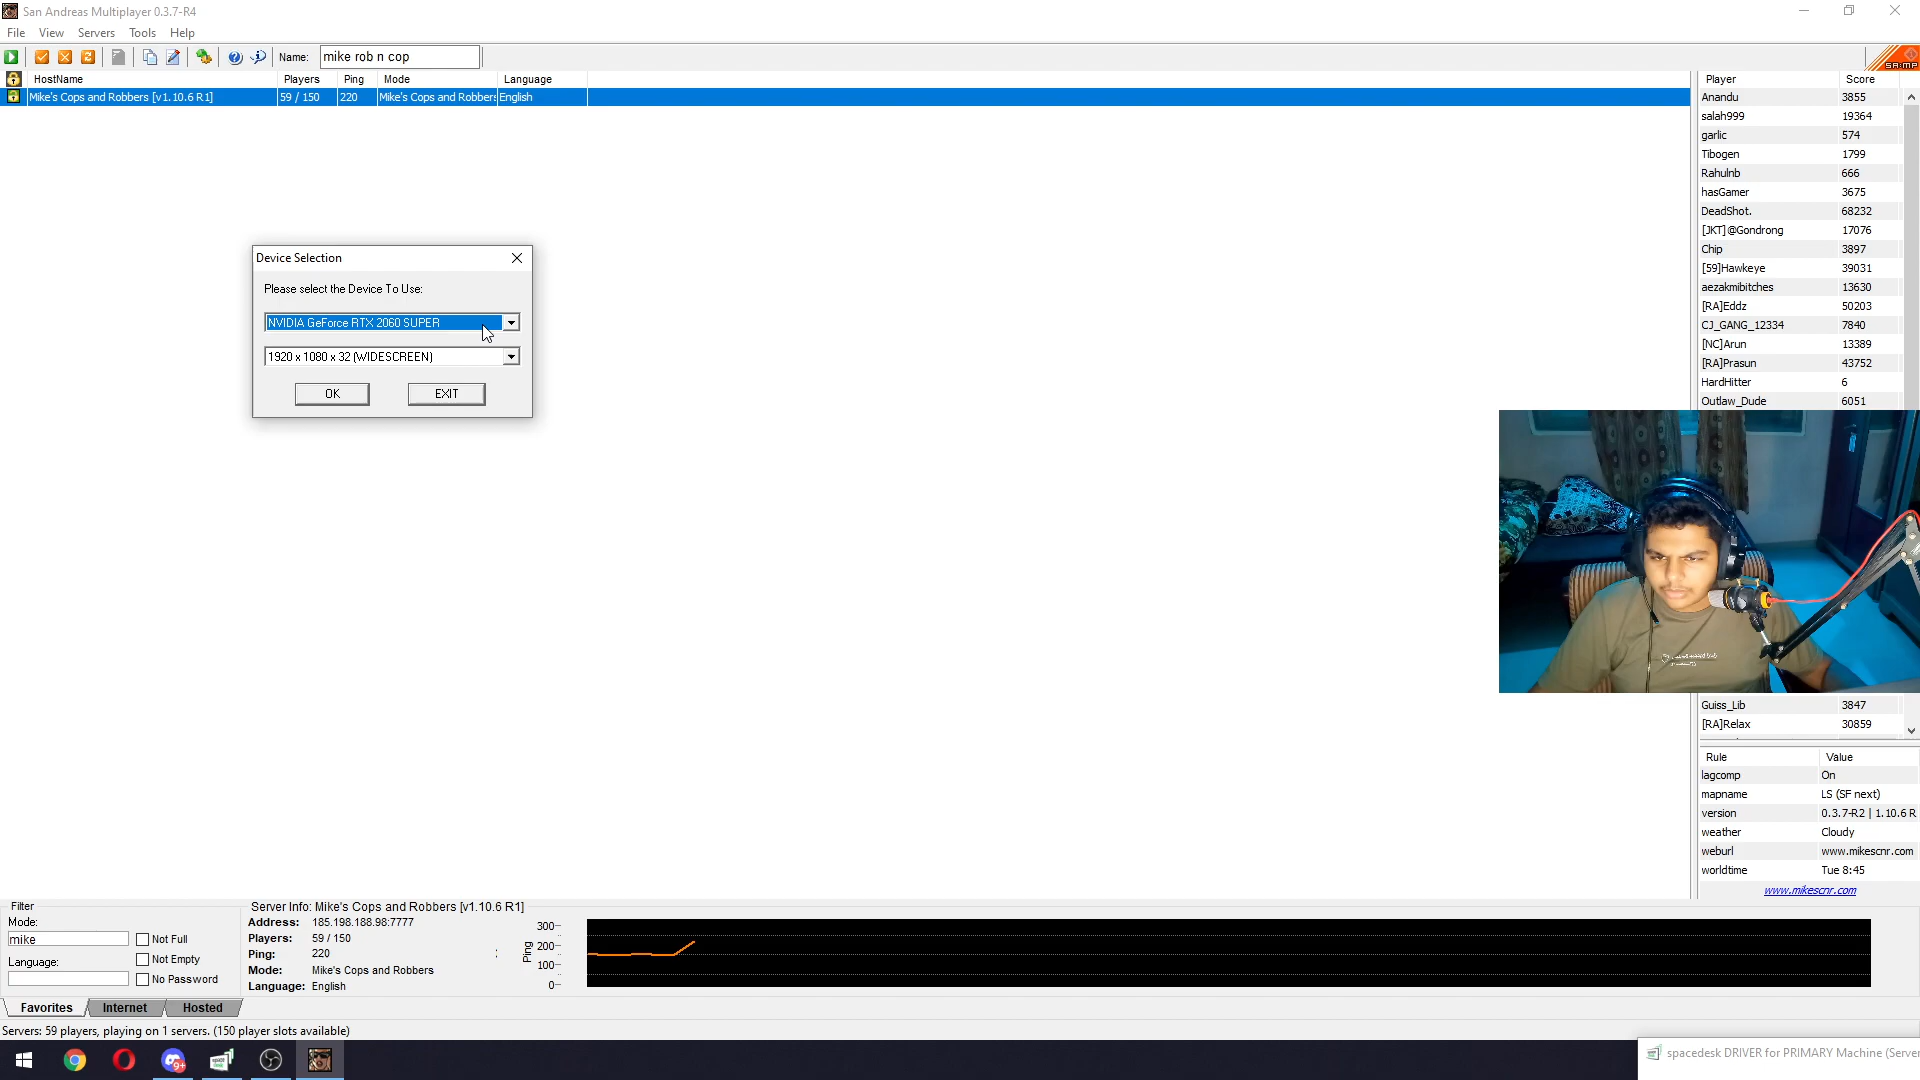 San Andreas Multiplayer 0.3.7-R4
File View Servers Tools Help
Name: mike rob n cop
SA:MP
HostName Players Ping Mode Language
Mike's Cops and Robbers [v1.10.6 R1] 59 / 150 220 Mike's Cops and Robbers English
Player Score
Anandu 3855
salah999 19364
garlic 574
Tibogen 1799
Rahulnb 666
hasGamer 3675
DeadShot. 68232
[JKT]@Gondrong 17076
Chip 3897
[59]Hawkeye 39031
aezakmibitches 13630
[RA]Eddz 50203
CJ_GANG_12334 7840
[NC]Arun 13389
[RA]Prasun 43752
HardHitter 6
Outlaw_Dude 6051
Guiss_Lib 3847
[RA]Relax 30859
Device Selection
Please select the Device To Use:
NVIDIA GeForce RTX 2060 SUPER
1920 x 1080 x 32 (WIDESCREEN)
OK EXIT
Rule Value
lagcomp On
mapname LS (SF next)
version 0.3.7-R2 | 1.10.6 R
weather Cloudy
weburl www.mikescnr.com
worldtime Tue 8:45
www.mikescnr.com
Filter
Mode:
mike
Language:
Not Full
Not Empty
No Password
Server Info: Mike's Cops and Robbers [v1.10.6 R1]
Address: 185.198.188.98:7777
Players: 59 / 150
Ping: 220
Mode: Mike's Cops and Robbers
Language: English
Ping
300
200
100
0
Favorites Internet Hosted
Servers: 59 players, playing on 1 servers. (150 player slots available)
9+
spacedesk DRIVER for PRIMARY Machine (Server